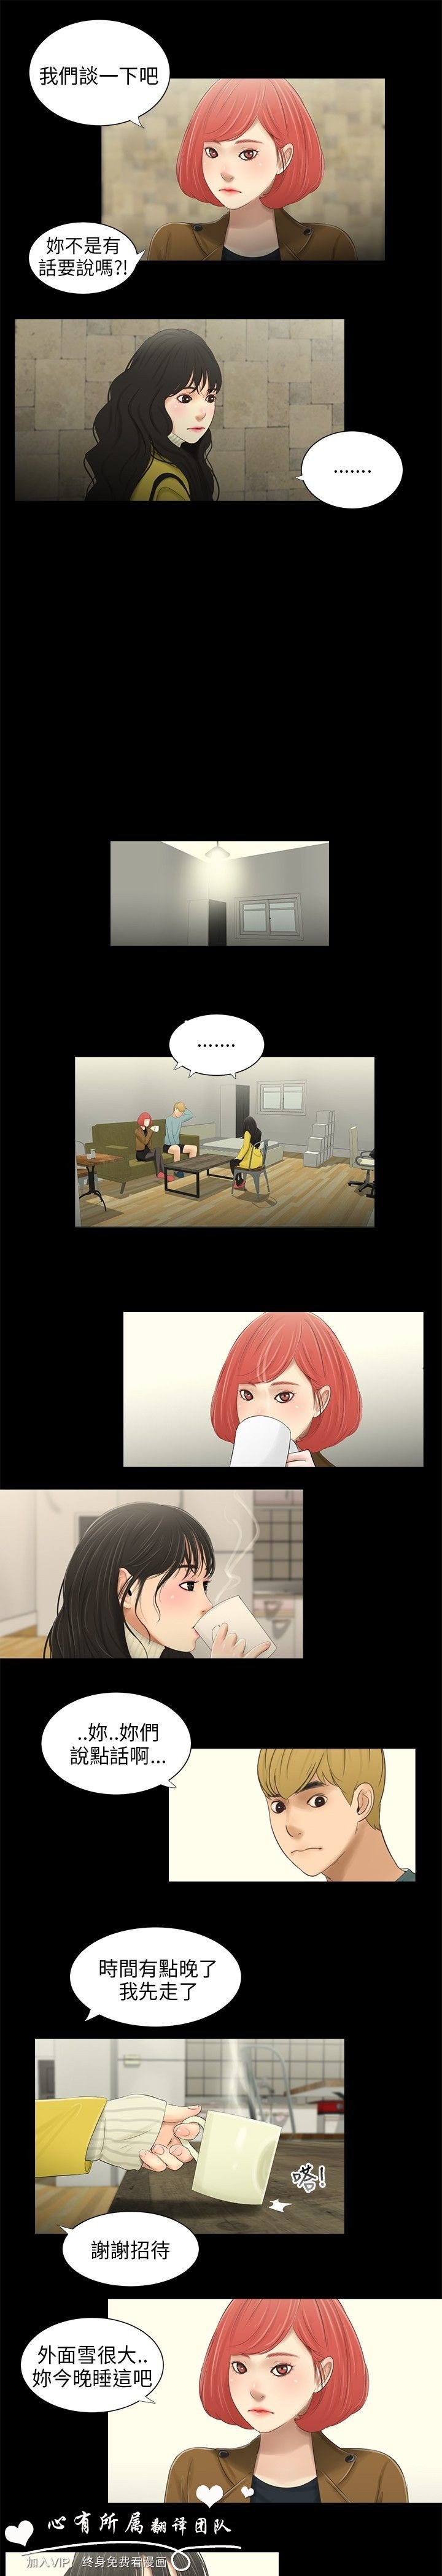 我們談一下吧
妳不是有
話要說嗎?!
.......
.......
..妳..妳們
說點話啊...
時間有點晚了
我先走了
嗒!
謝謝招待
外面雪很大..
妳今晚睡這吧
心有所属翻译团队
加入VIP，终身免费看漫画